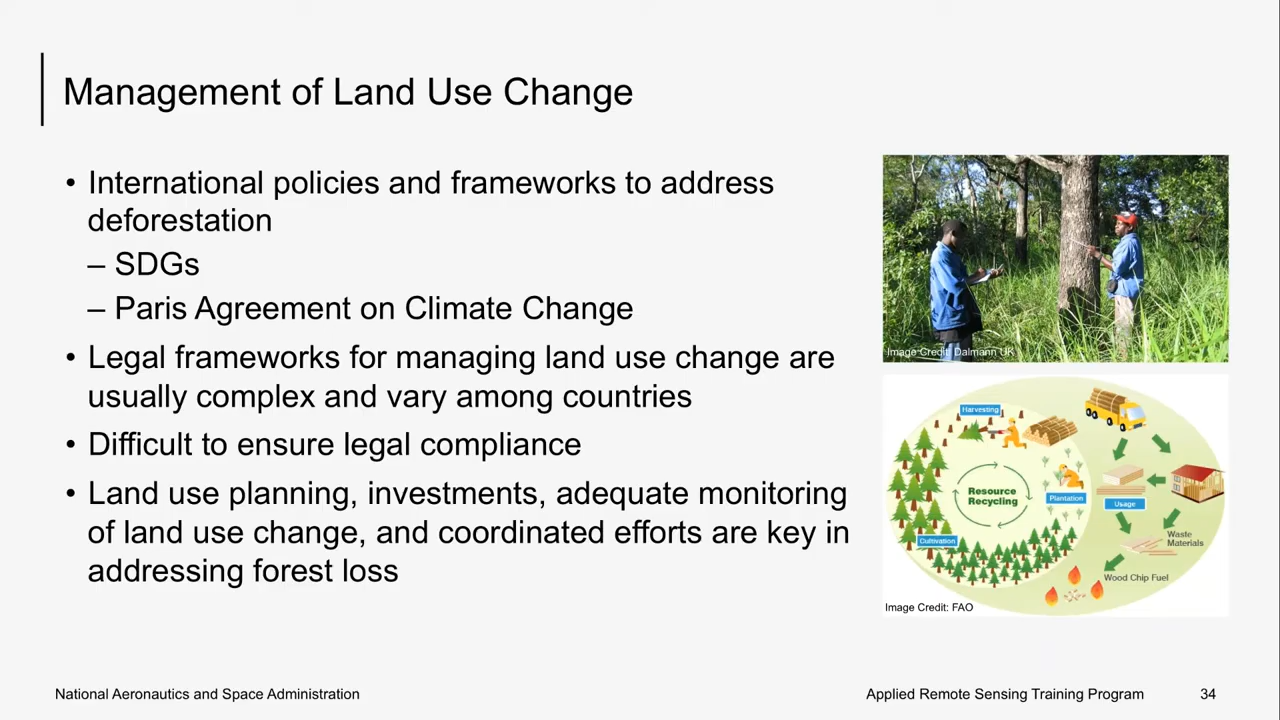 Management of Land Use Change
• International policies and frameworks to address
deforestation
– SDGs
– Paris Agreement on Climate Change
• Legal frameworks for managing land use change are
usually complex and vary among countries
• Difficult to ensure legal compliance
• Land use planning, investments, adequate monitoring
of land use change, and coordinated efforts are key in
addressing forest loss
Image Credit: Dalmann UK
Harvesting
Resource
Recycling
Plantation
Usage
Cultivation
Waste
Materials
Wood Chip Fuel
Image Credit: FAO
National Aeronautics and Space Administration
Applied Remote Sensing Training Program
34